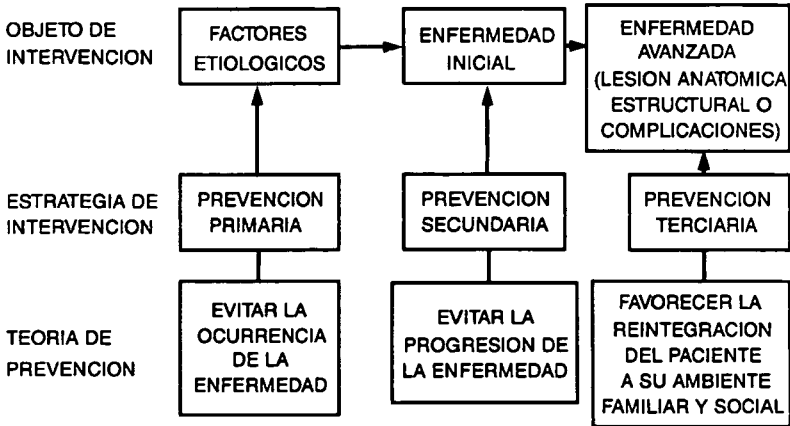 OBJETO DE
INTERVENCION
FACTORES
ETIOLOGICOS
ENFERMEDAD
INICIAL
ENFERMEDAD
AVANZADA
(LESION ANATOMICA
ESTRUCTURAL O
COMPLICACIONES)
ESTRATEGIA DE
INTERVENCION
PREVENCION
PRIMARIA
PREVENCION
SECUNDARIA
PREVENCION
TERCIARIA
TEORIA DE
PREVENCION
EVITAR LA
OCURRENCIA
DE LA
ENFERMEDAD
EVITAR LA
PROGRESION DE
LA ENFERMEDAD
FAVORECER LA
REINTEGRACION
DEL PACIENTE
A SU AMBIENTE
FAMILIAR Y SOCIAL